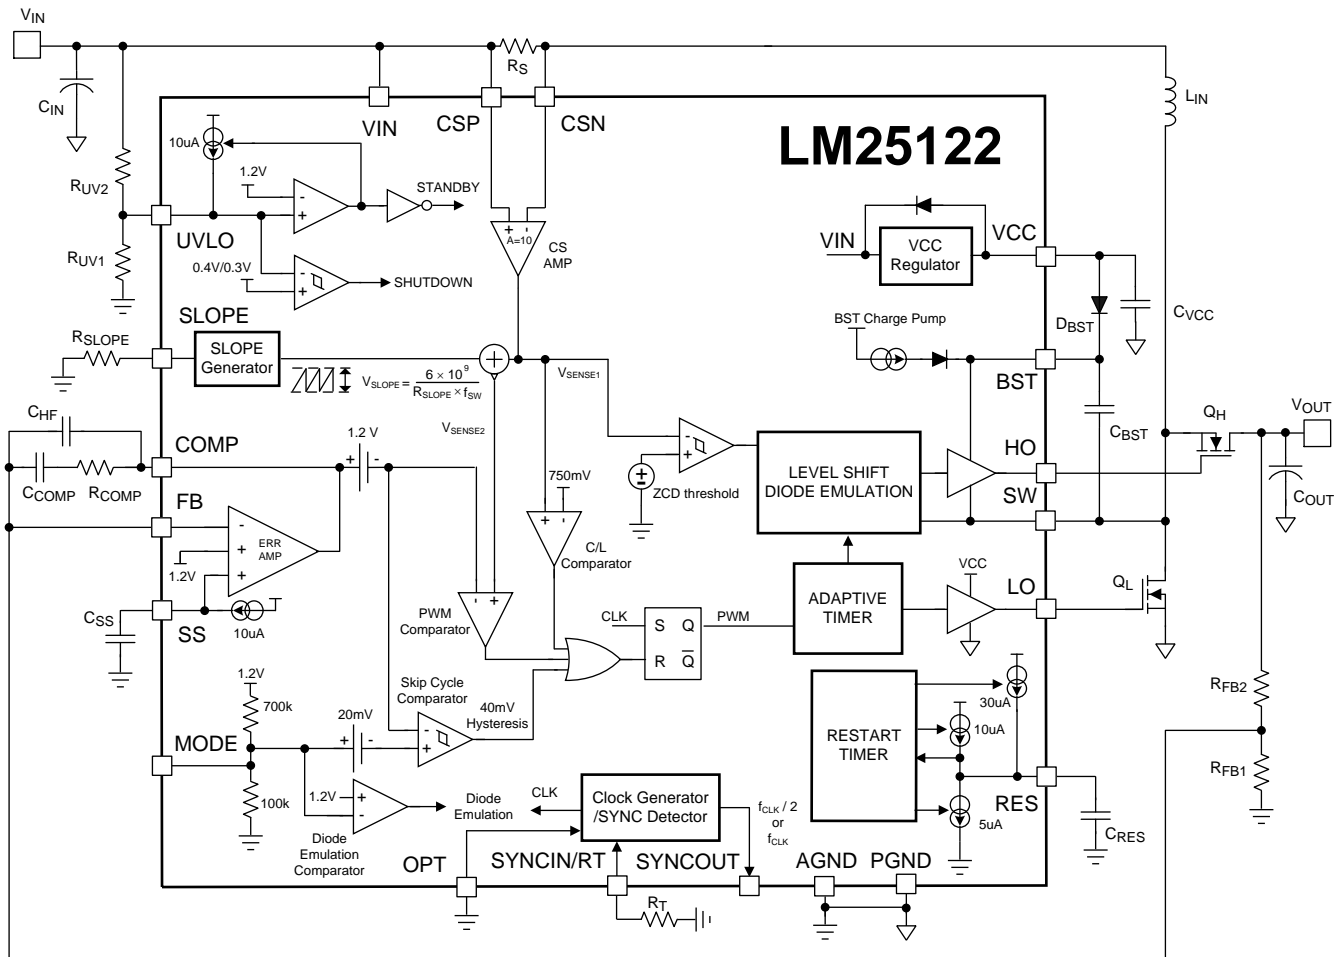 VIN
RS
CIN
LIN
VIN
CSP
CSN
LM25122
10uA
1.2V
STANDBY
RUV2
UVLO
RUV1
0.4V/0.3V
SHUTDOWN
+ -
A=10
CS
AMP
VIN
VCC
Regulator
VCC
DBST
CVCC
BST Charge Pump
BST
CBST
RSLOPE
SLOPE
SLOPE
Generator
VSLOPE = 6 × 10^9 / RSLOPE × fSW
+
VSENSE1
VSENSE2
CHF
COMP
1.2 V
+ -
CCOMP
RCOMP
FB
ERR
AMP
1.2V
CSS
SS
10uA
750mV
+ -
C/L
Comparator
ZCD threshold
LEVEL SHIFT
DIODE EMULATION
HO
SW
QH
VOUT
COUT
PWM
Comparator
- +
CLK
S Q
R Q
PWM
ADAPTIVE
TIMER
VCC
LO
QL
1.2V
700k
MODE
100k
20mV
+ -
Skip Cycle
Comparator
40mV
Hysteresis
1.2V
+
-
Diode
Emulation
Comparator
Diode
Emulation
CLK
Clock Generator
/SYNC Detector
fCLK / 2
or
fCLK
RESTART
TIMER
30uA
10uA
5uA
RES
CRES
RFB2
RFB1
OPT
SYNCIN/RT
SYNCOUT
AGND
PGND
RT